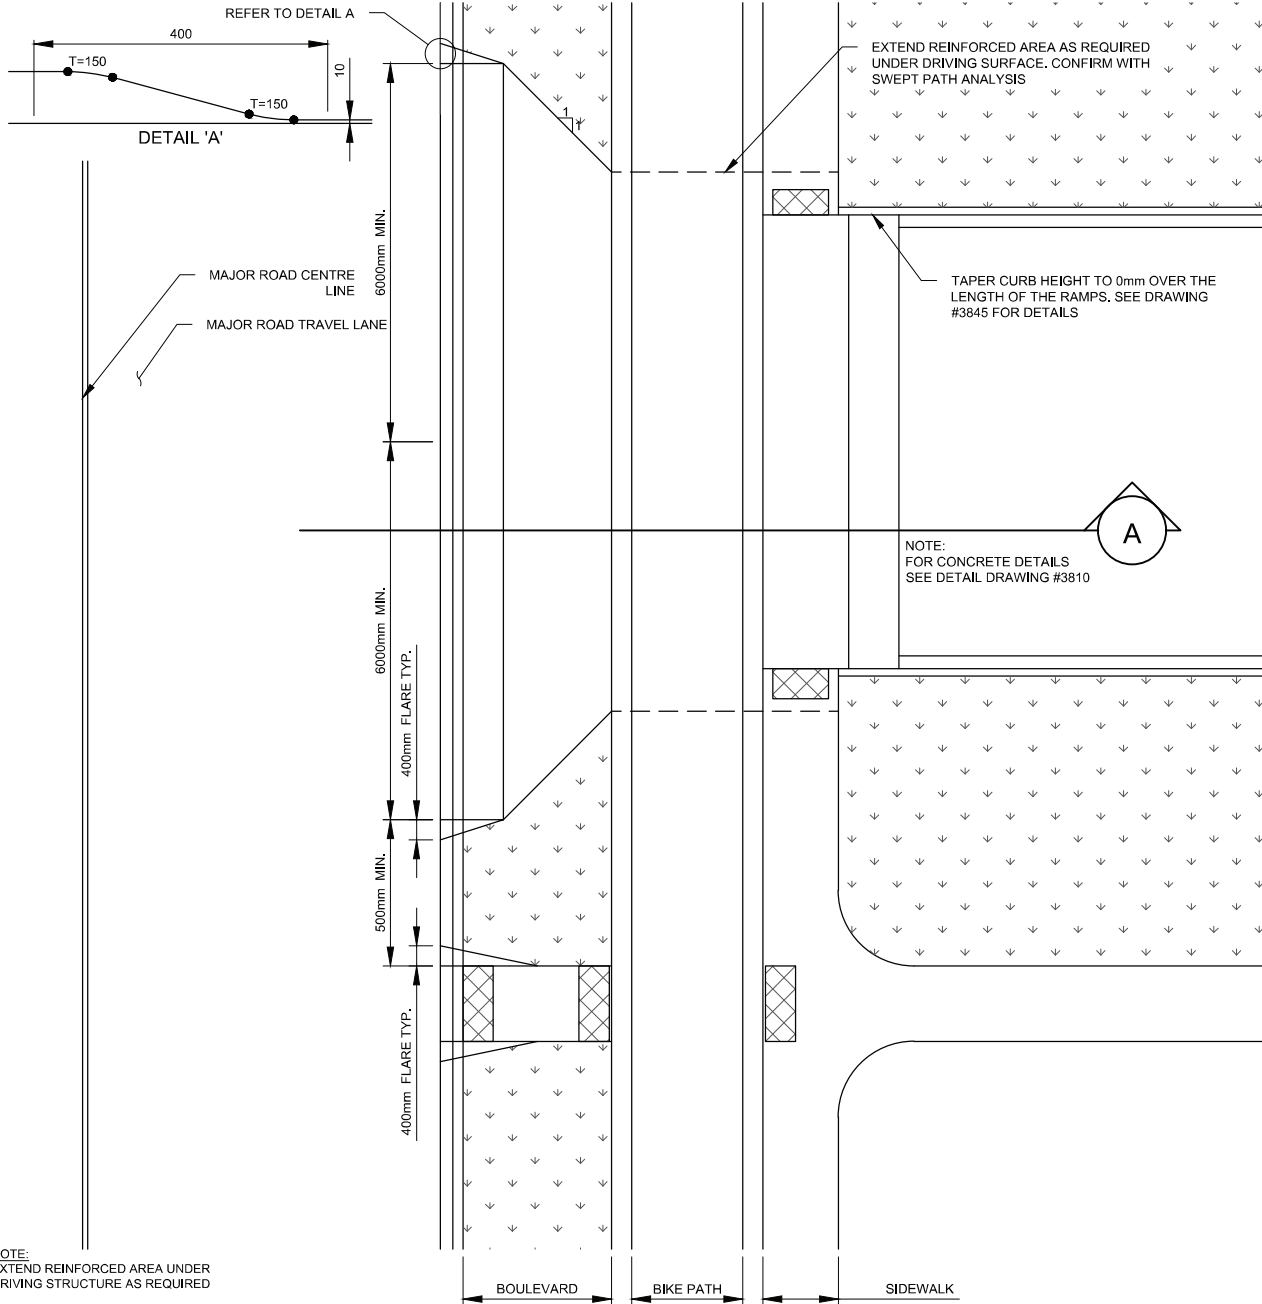 REFER TO DETAIL A
400
T=150
T=150
10
DETAIL 'A'
EXTEND REINFORCED AREA AS REQUIRED
UNDER DRIVING SURFACE. CONFIRM WITH
SWEPT PATH ANALYSIS
1
1
6000mm MIN.
MAJOR ROAD CENTRE
LINE
MAJOR ROAD TRAVEL LANE
TAPER CURB HEIGHT TO 0mm OVER THE
LENGTH OF THE RAMPS. SEE DRAWING
#3845 FOR DETAILS
A
NOTE:
FOR CONCRETE DETAILS
SEE DETAIL DRAWING #3810
6000mm MIN.
400mm FLARE TYP.
500mm MIN.
400mm FLARE TYP.
OTE:
XTEND REINFORCED AREA UNDER
RIVING STRUCTURE AS REQUIRED
BOULEVARD
BIKE PATH
SIDEWALK